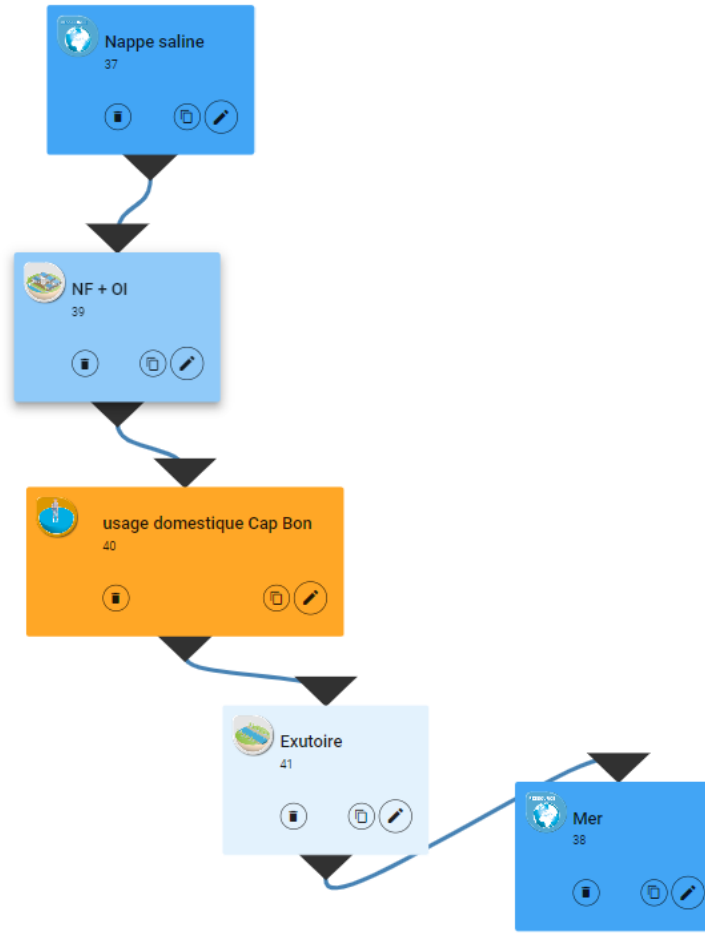 Nappe saline
37
NF + OI
39
usage domestique Cap Bon
40
Exutoire
41
Mer
38